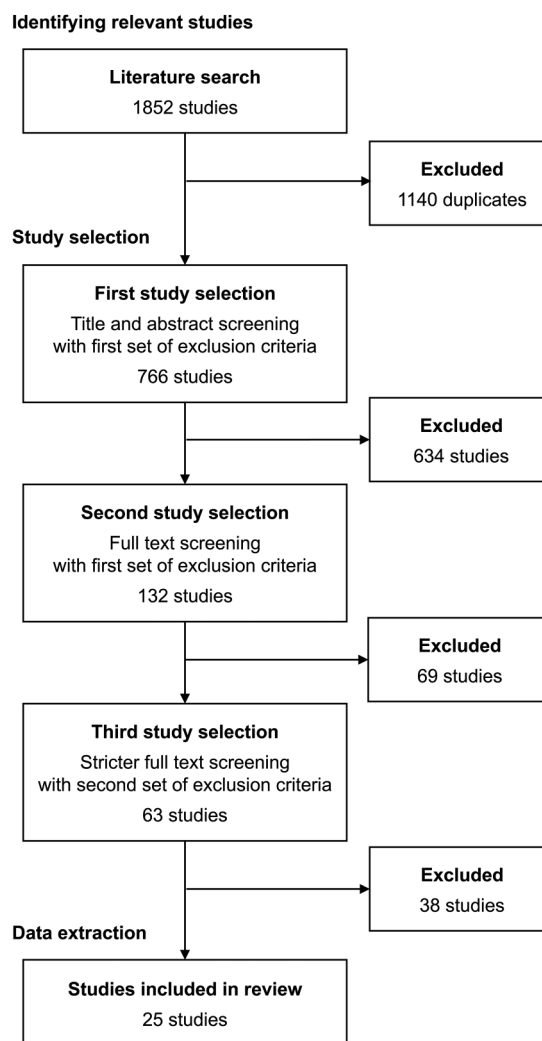 Identifying relevant studies
Literature search
1852 studies
Excluded
1140 duplicates
Study selection
First study selection
Title and abstract screening
with first set of exclusion criteria
766 studies
Excluded
634 studies
Second study selection
Full text screening
with first set of exclusion criteria
132 studies
Excluded
69 studies
Third study selection
Stricter full text screening
with second set of exclusion criteria
63 studies
Excluded
38 studies
Data extraction
Studies included in review
25 studies